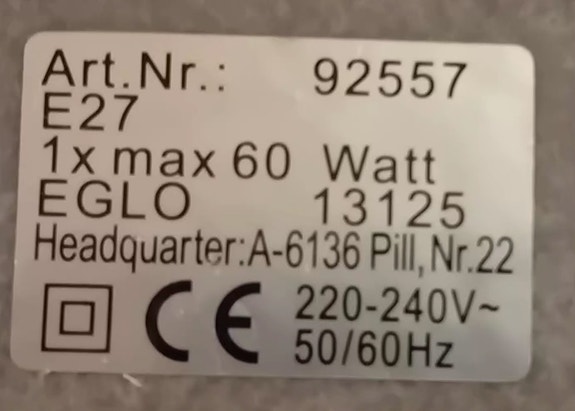 Art.Nr.: 92557
E27
1x max 60 Watt
EGLO 13125
Headquarter:A-6136 Pill, Nr.22
CE 220-240V~
50/60Hz